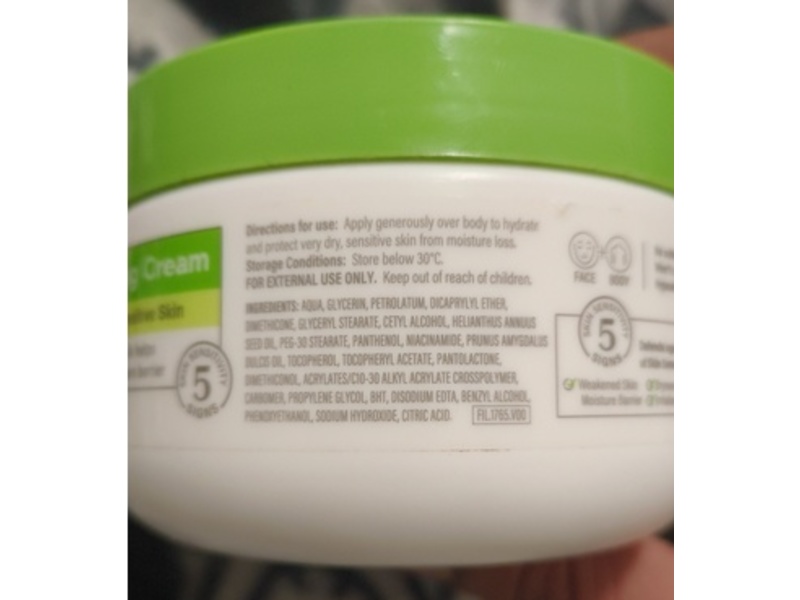 Cream
Skin
SKIN SENSITIVITY
5
SIGNS
Directions for use: Apply generously over body to hydrate
and protect very dry, sensitive skin from moisture loss.
Storage Conditions: Store below 30°C.
FOR EXTERNAL USE ONLY. Keep out of reach of children.
INGREDIENTS: AQUA, GLYCERIN, PETROLATUM, DICAPRYLYL ETHER,
DIMETHICONE, GLYCERYL STEARATE, CETYL ALCOHOL, HELIANTHUS ANNUUS
SEED OIL, PEG-30 STEARATE, PANTHENOL, NIACINAMIDE, PRUNUS AMYGDALUS
DULCIS OIL, TOCOPHEROL, TOCOPHERYL ACETATE, PANTOLACTONE,
DIMETHICONOL, ACRYLATES/C10-30 ALKYL ACRYLATE CROSSPOLYMER,
CARBOMER, PROPYLENE GLYCOL, BHT, DISODIUM EDTA, BENZYL ALCOHOL,
PHENOXYETHANOL, SODIUM HYDROXIDE, CITRIC ACID. FIL.1765.V00
FACE BODY
SKIN SENSITIVITY
5
SIGNS
Weakened Skin
Moisture Barrier